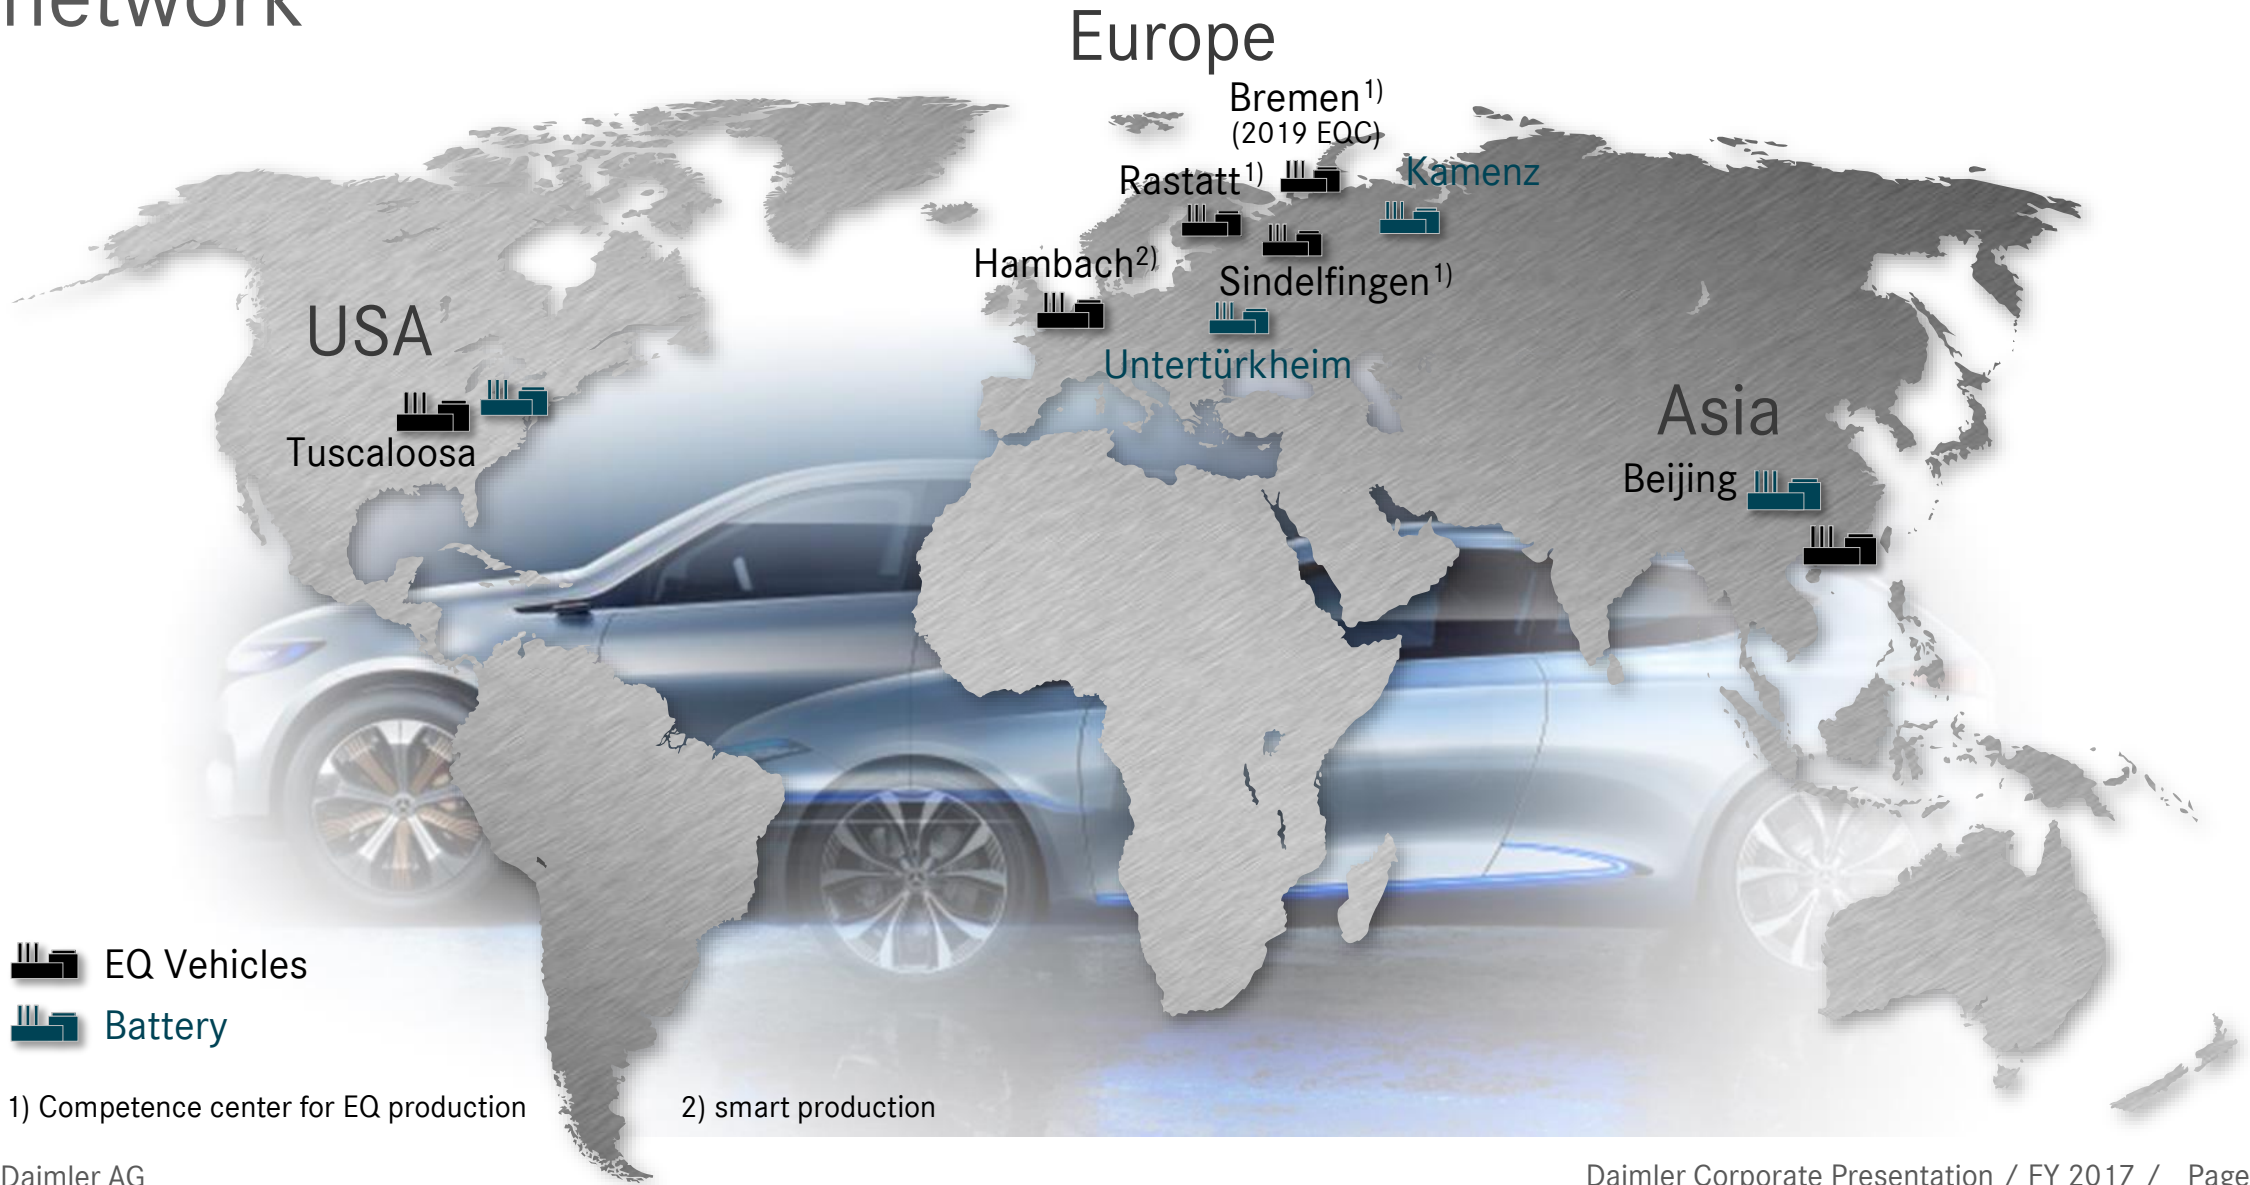 network
Europe
Bremen1)
(2019 EQC)
Rastatt1)
Kamenz
Hambach2)
Sindelfingen1)
USA
Untertürkheim
Asia
Tuscaloosa
Beijing
EQ Vehicles
Battery
1) Competence center for EQ production
2) smart production
Daimler AG
Daimler Corporate Presentation / FY 2017 / Page